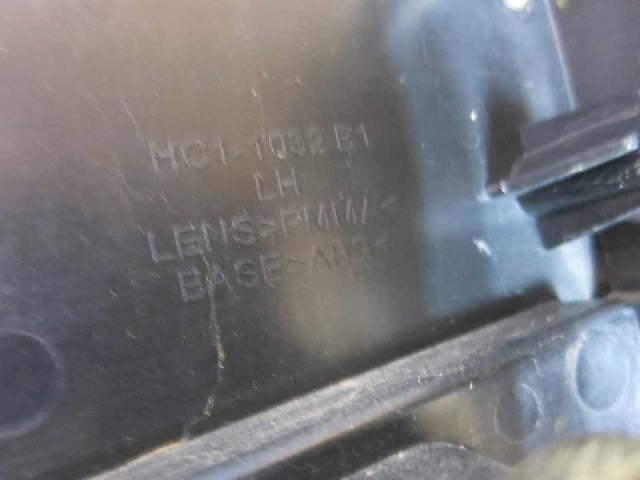 HC1-1032 B1
LH
LENS>PMMA<
BASE>ABS<